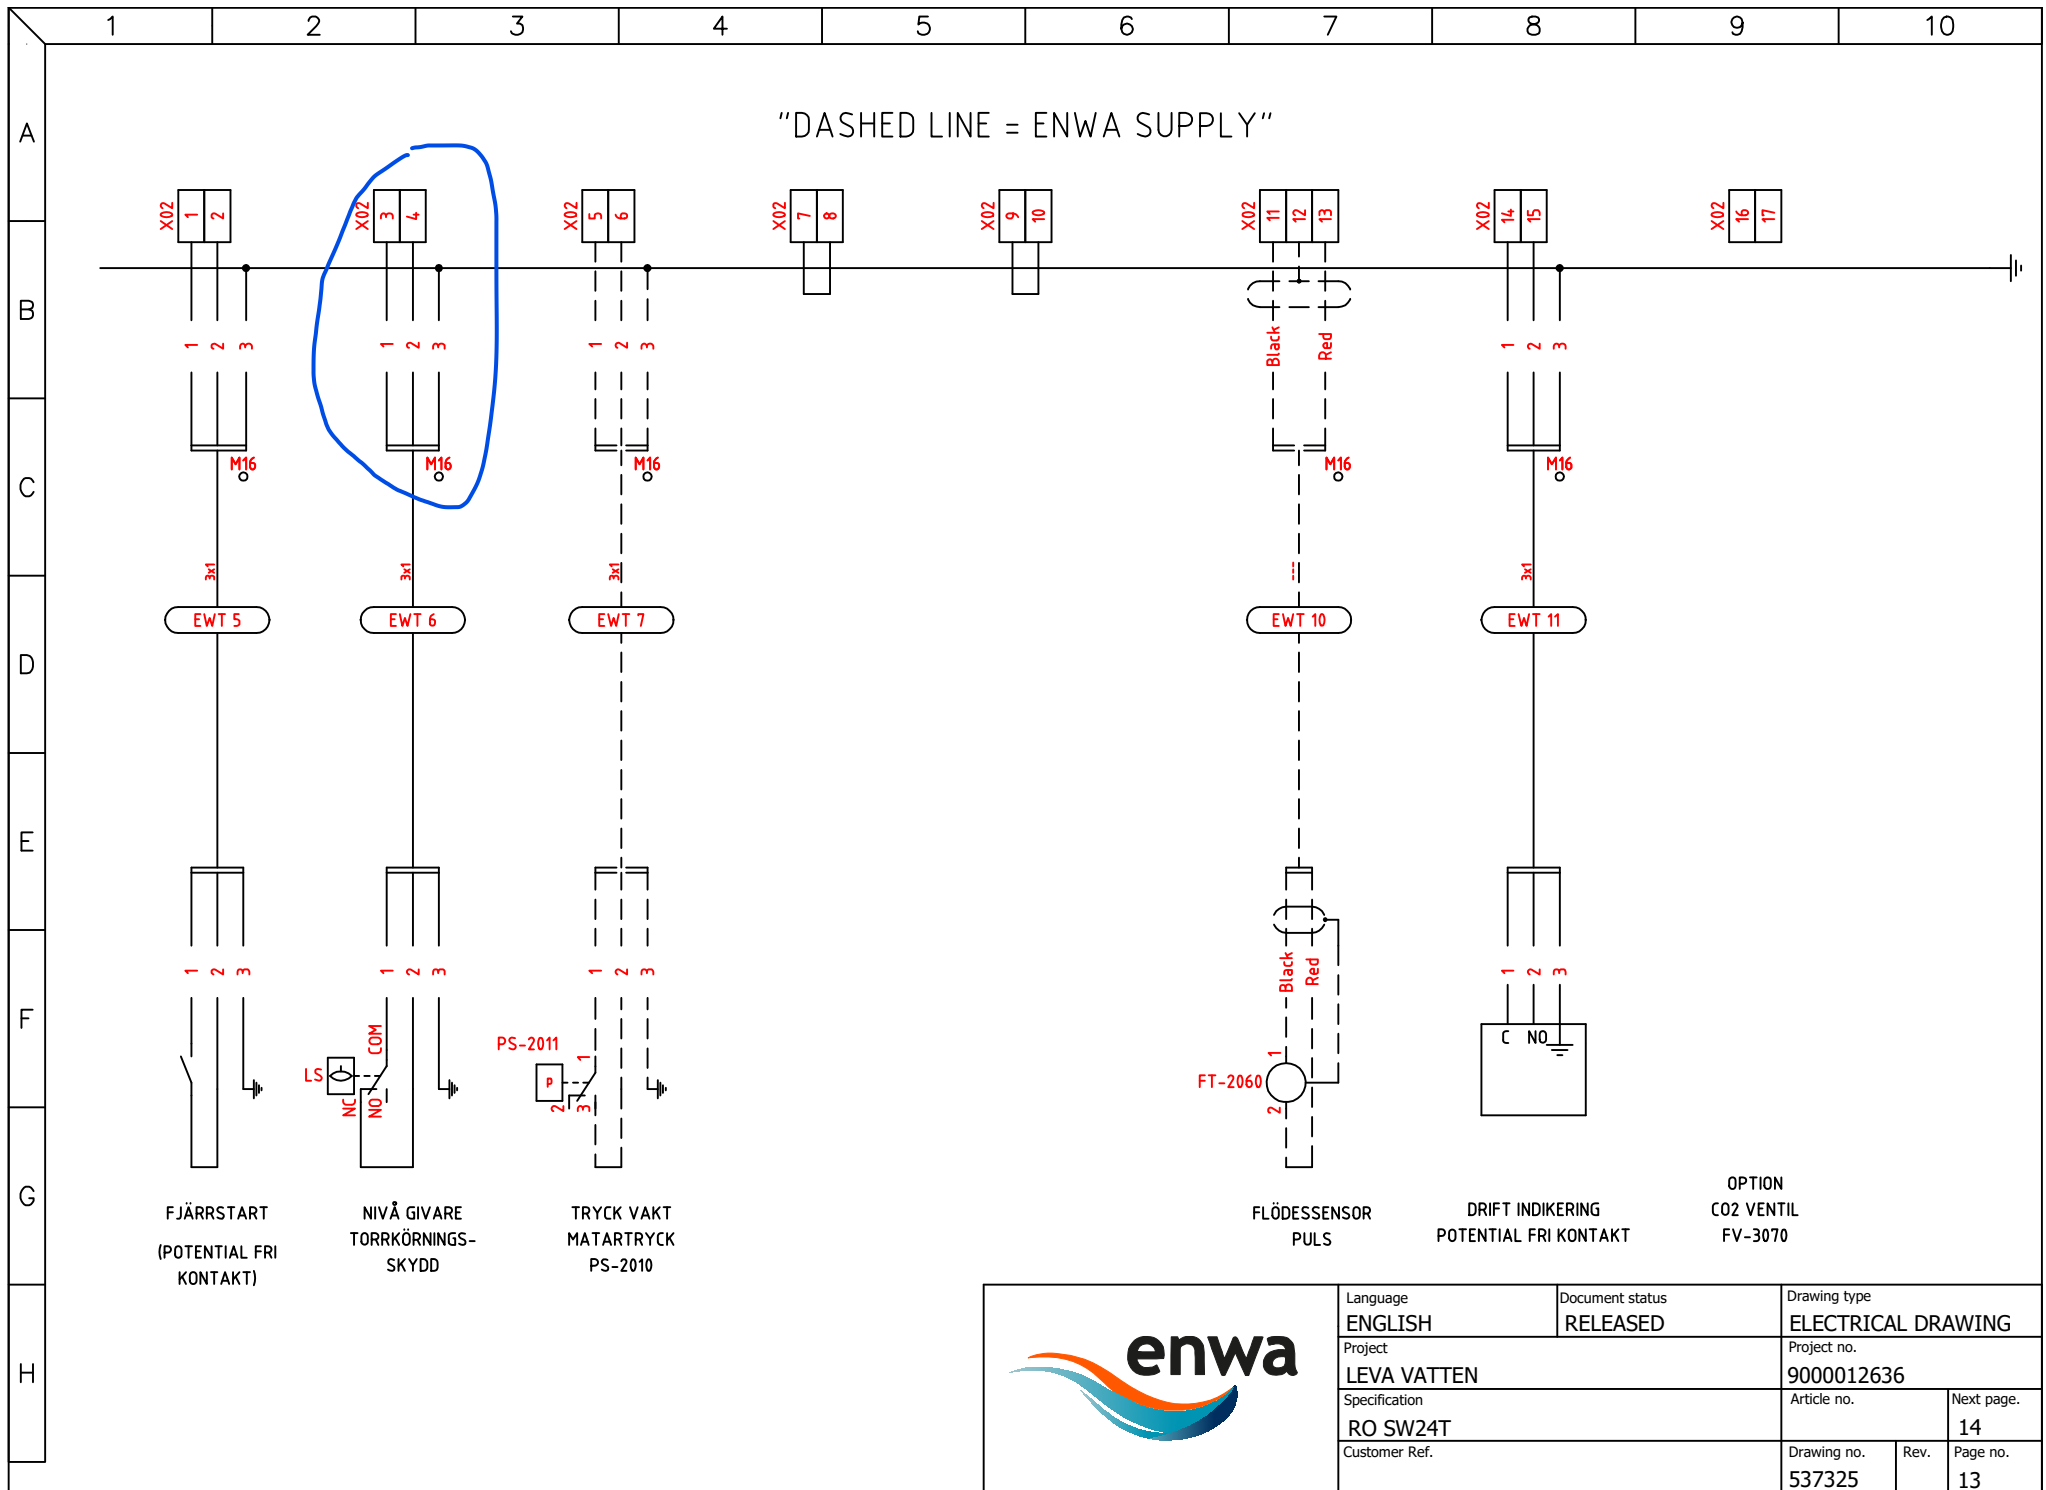 1 2 3 4 5 6 7 8 9 10
A
"DASHED LINE = ENWA SUPPLY"
X02 1 2
X02 3 4
X02 5 6
X02 7 8
X02 9 10
X02 11 12 13
X02 14 15
X02 16 17
B
1 2 3
1 2 3
1 2 3
Black Red
1 2 3
C
M16
M16
M16
M16
M16
3x1
3x1
3x1
---
3x1
EWT 5
EWT 6
EWT 7
EWT 10
EWT 11
D
E
F
1 2 3
1 2 3
1 2 3
Black Red
1 2 3
LS
COM
NC
NO
PS-2011
P
1
2
3
FT-2060
1
2
C NO
G
FJÄRRSTART
(POTENTIAL FRI
KONTAKT)
NIVÅ GIVARE
TORRKÖRNINGS-
SKYDD
TRYCK VAKT
MATARTRYCK
PS-2010
FLÖDESSENSOR
PULS
DRIFT INDIKERING
POTENTIAL FRI KONTAKT
OPTION
CO2 VENTIL
FV-3070
H
enwa
Language
ENGLISH
Document status
RELEASED
Drawing type
ELECTRICAL DRAWING
Project
LEVA VATTEN
Project no.
9000012636
Specification
RO SW24T
Article no.
Next page.
14
Customer Ref.
Drawing no.
537325
Rev.
Page no.
13